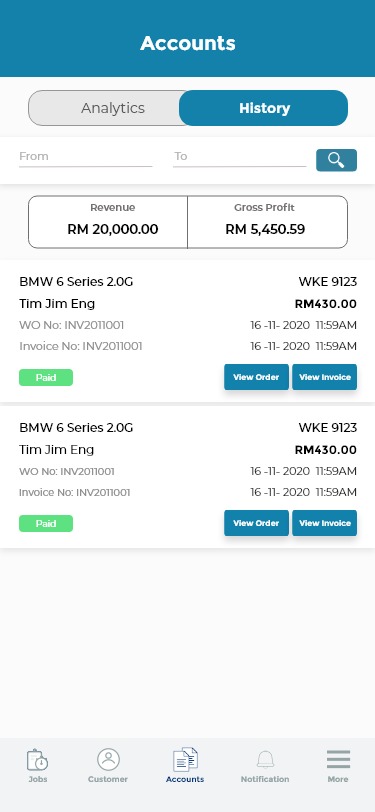 Accounts
Analytics
History
From
To
Revenue
Gross Profit
RM 20,000.00
RM 5,450.59
BMW 6 Series 2.0G
WKE 9123
Tim Jim Eng
RM430.00
WO No: INV2011001
16 -11- 2020 11:59AM
Invoice No: INV2011001
16 -11- 2020 11:59AM
Paid
View Order
View Invoice
BMW 6 Series 2.0G
WKE 9123
Tim Jim Eng
RM430.00
WO No: INV2011001
16 -11- 2020 11:59AM
Invoice No: INV2011001
16 -11- 2020 11:59AM
Paid
View Order
View Invoice
Jobs
Customer
Accounts
Notification
More